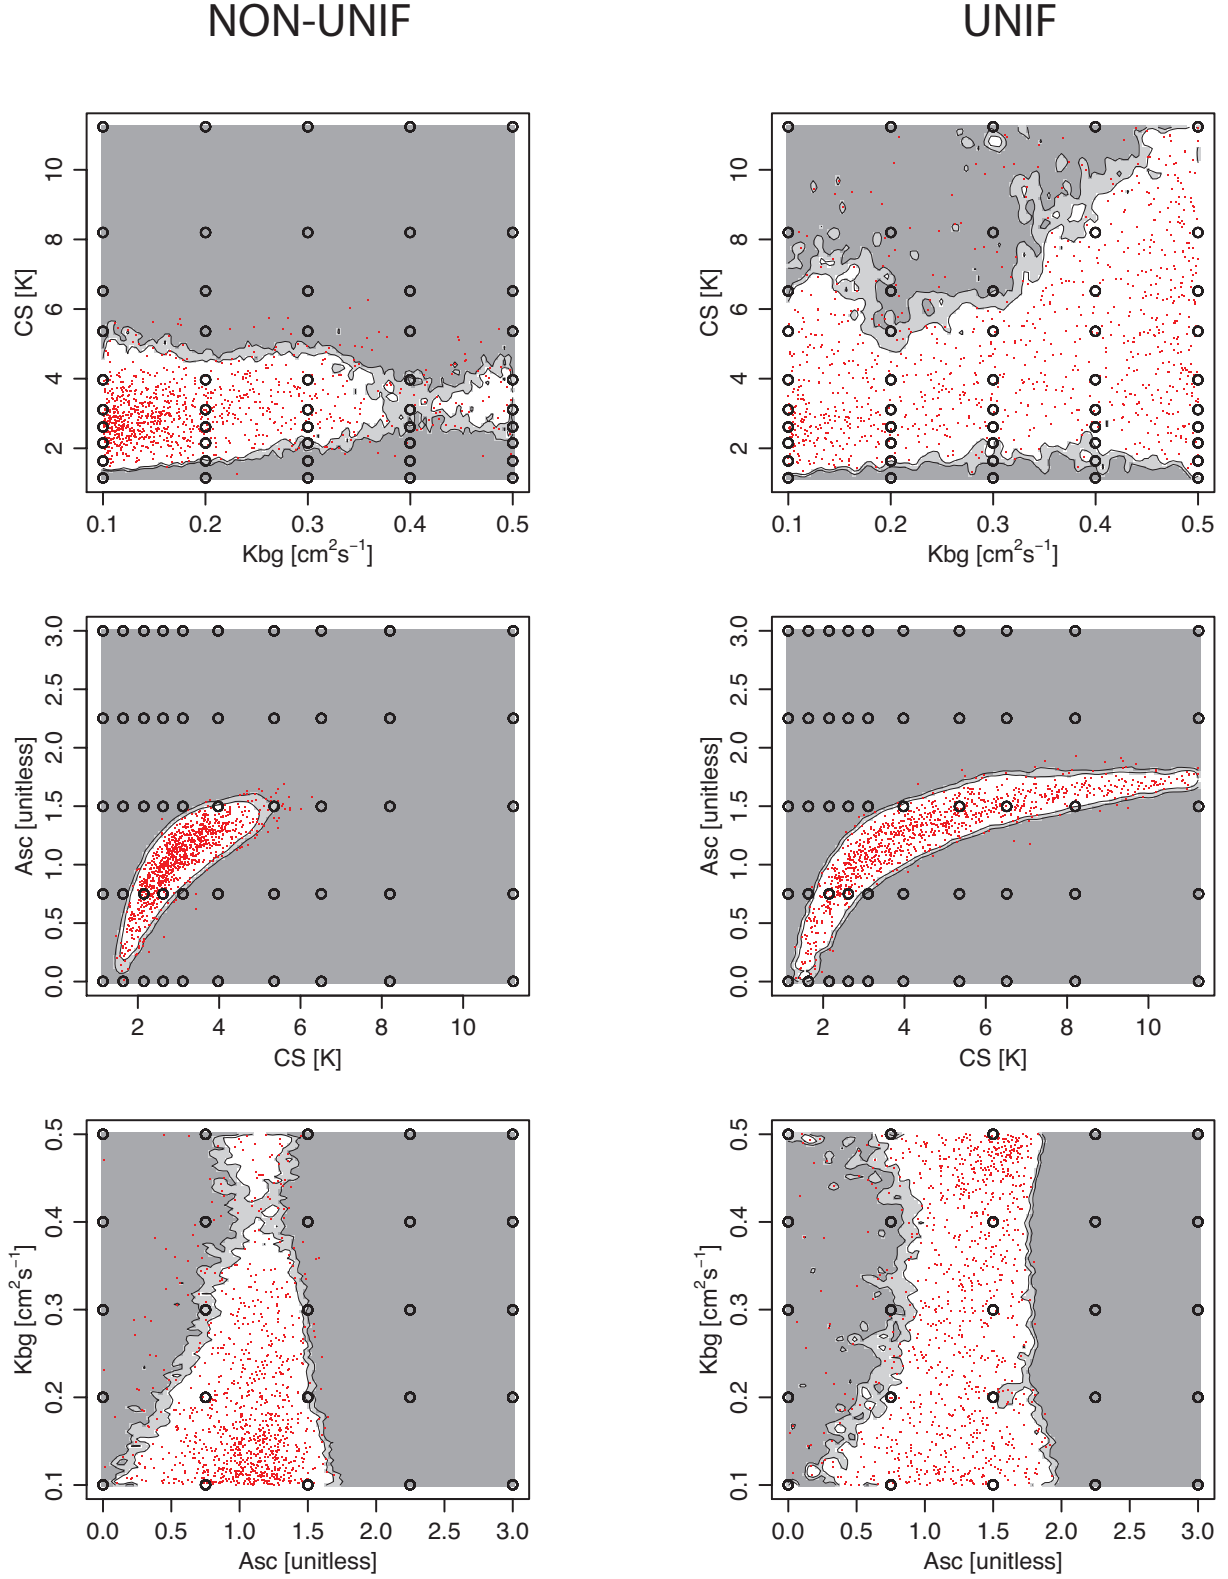 NON-UNIF UNIF
10 10
8 8
CS [K] CS [K]
6 6
4 4
2 2
0.1 0.2 0.3 0.4 0.5 0.1 0.2 0.3 0.4 0.5
Kbg [cm²s⁻¹] Kbg [cm²s⁻¹]
3.0 3.0
2.5 2.5
2.0 2.0
Asc [unitless] Asc [unitless]
1.5 1.5
1.0 1.0
0.5 0.5
0.0 0.0
2 4 6 8 10 2 4 6 8 10
CS [K] CS [K]
0.5 0.5
0.4 0.4
Kbg [cm²s⁻¹] Kbg [cm²s⁻¹]
0.3 0.3
0.2 0.2
0.1 0.1
0.0 0.5 1.0 1.5 2.0 2.5 3.0 0.0 0.5 1.0 1.5 2.0 2.5 3.0
Asc [unitless] Asc [unitless]